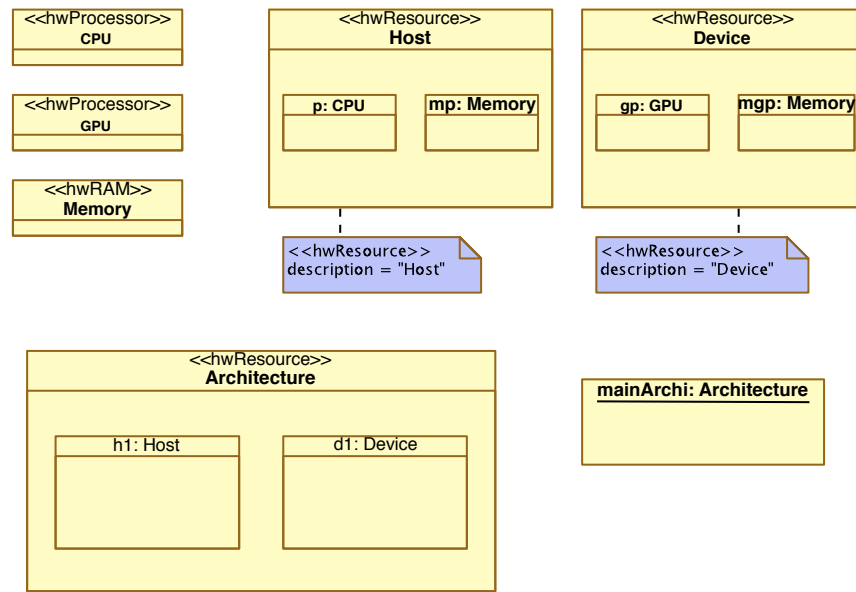 <<hwProcessor>>
CPU
<<hwProcessor>>
GPU
<<hwRAM>>
Memory
<<hwResource>>
Host
p: CPU
mp: Memory
<<hwResource>>
description = "Host"
<<hwResource>>
Device
gp: GPU
mgp: Memory
<<hwResource>>
description = "Device"
<<hwResource>>
Architecture
h1: Host
d1: Device
mainArchi: Architecture